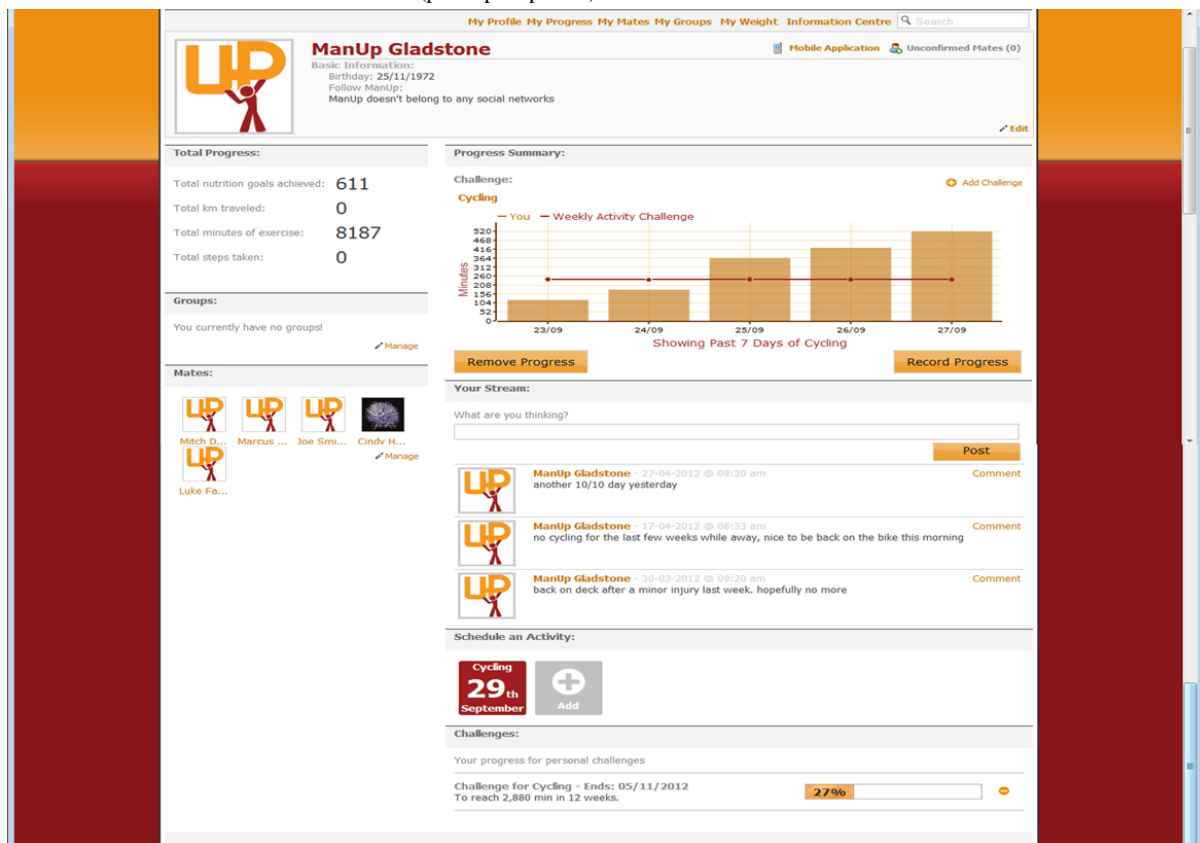 My Profile My Progress My Mates My Groups My Weight Information Centre Search
UP
ManUp Gladstone
Mobile Application Unconfirmed Mates (0)
Basic Information:
Birthday: 25/11/1972
Follow ManUp:
ManUp doesn't belong to any social networks
Edit
Total Progress:
Total nutrition goals achieved: 611
Total km traveled: 0
Total minutes of exercise: 8187
Total steps taken: 0
Groups:
You currently have no groups!
Manage
Mates:
UP UP UP
Mitch D... Marcus ... Joe Smi... Cindy H...
Manage
UP
Luke Fa...
Progress Summary:
Challenge:
Add Challenge
Cycling
You Weekly Activity Challenge
Minutes
520
468
416
364
312
260
208
156
104
52
0
23/09 24/09 25/09 26/09 27/09
Showing Past 7 Days of Cycling
Remove Progress Record Progress
Your Stream:
What are you thinking?
Post
UP
ManUp Gladstone - 27-04-2012 @ 09:20 am Comment
another 10/10 day yesterday
UP
ManUp Gladstone - 17-04-2012 @ 08:33 am Comment
no cycling for the last few weeks while away, nice to be back on the bike this morning
UP
ManUp Gladstone - 30-03-2012 @ 09:20 am Comment
back on deck after a minor injury last week. hopefully no more
Schedule an Activity:
Cycling
29th
September
Add
Challenges:
Your progress for personal challenges
Challenge for Cycling - Ends: 05/11/2012
To reach 2,880 min in 12 weeks.
27%